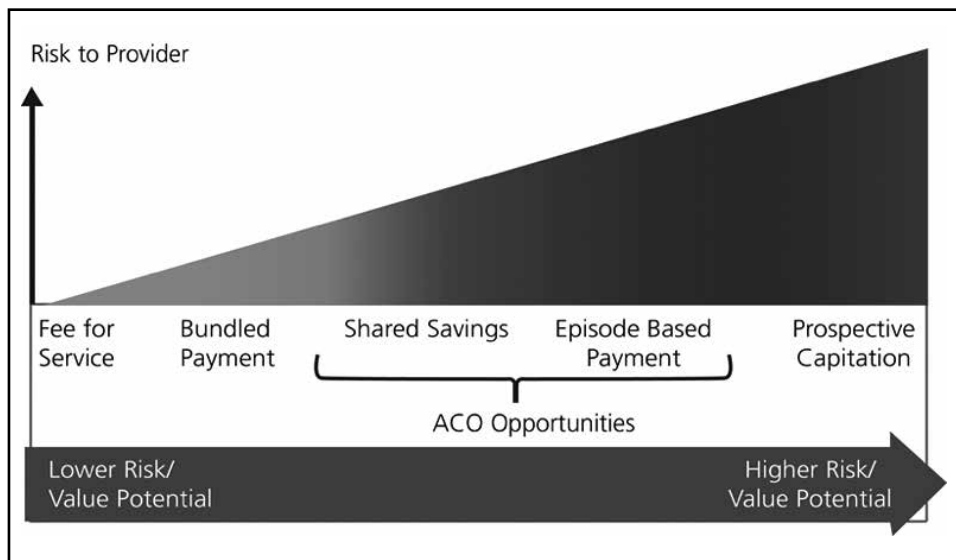 Risk to Provider
Fee for
Service
Bundled
Payment
Shared Savings
Episode Based
Payment
Prospective
Capitation
ACO Opportunities
Lower Risk/
Value Potential
Higher Risk/
Value Potential